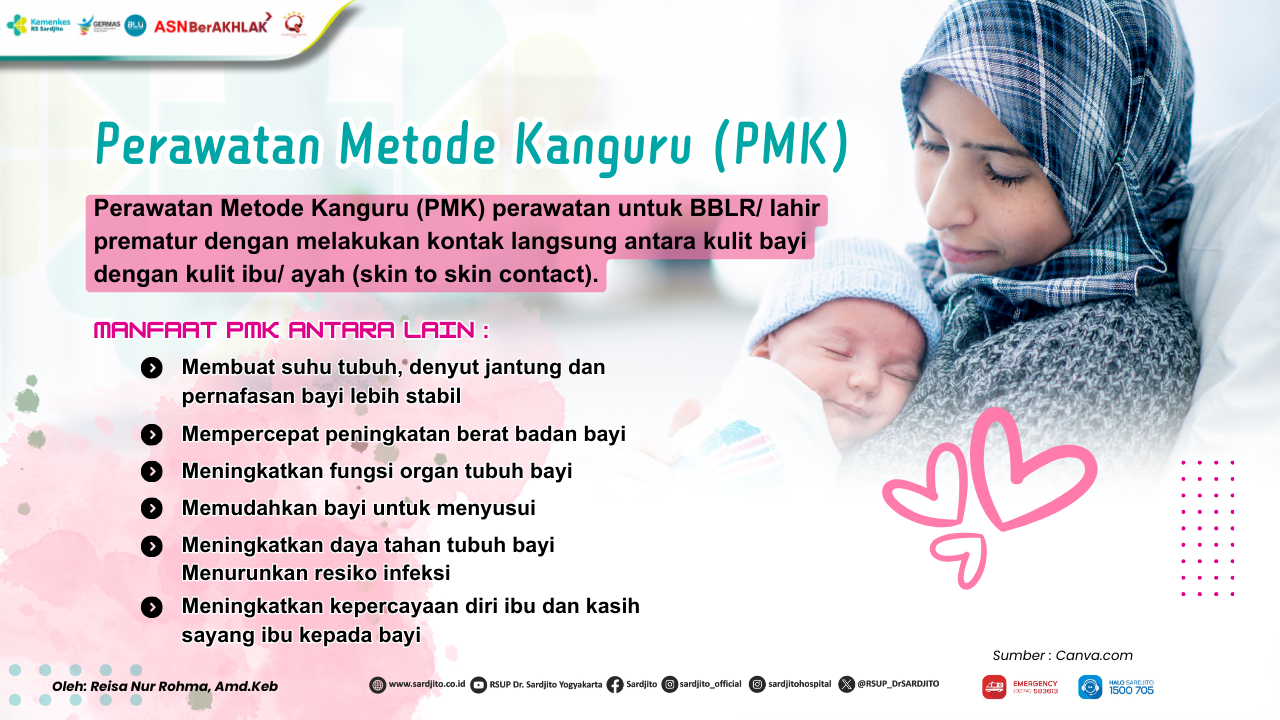 Kemenkes
RS Sardjito
GERMAS
BLU
ASN BerAKHLAK
Perawatan Metode Kanguru (PMK)
Perawatan Metode Kanguru (PMK) perawatan untuk BBLR/ lahir
prematur dengan melakukan kontak langsung antara kulit bayi
dengan kulit ibu/ ayah (skin to skin contact).
MANFAAT PMK ANTARA LAIN :
Membuat suhu tubuh, denyut jantung dan
pernafasan bayi lebih stabil
Mempercepat peningkatan berat badan bayi
Meningkatkan fungsi organ tubuh bayi
Memudahkan bayi untuk menyusui
Meningkatkan daya tahan tubuh bayi
Menurunkan resiko infeksi
Meningkatkan kepercayaan diri ibu dan kasih
sayang ibu kepada bayi
Sumber : Canva.com
Oleh: Reisa Nur Rohma, Amd.Keb
www.sardjito.co.id RSUP Dr. Sardjito Yogyakarta Sardjito sardjito_official sardjitohospital @RSUP_DrSARDJITO
EMERGENCY
(0274) 583613
HALO SARDJITO
1500 705